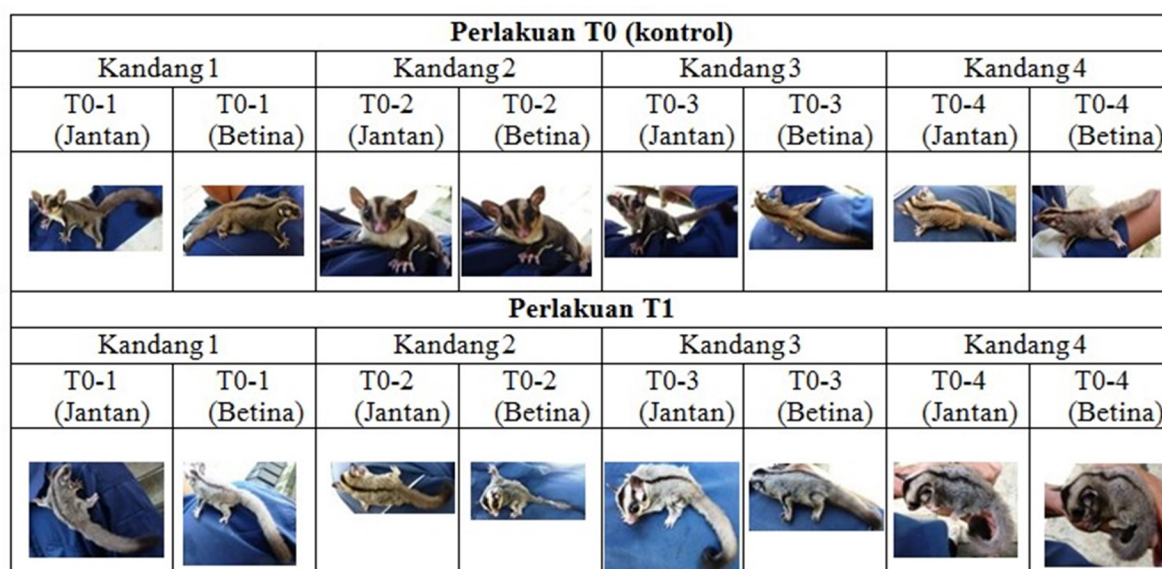 Perlakuan T0 (kontrol)
Kandang 1 Kandang 2 Kandang 3 Kandang 4
T0-1 T0-1 T0-2 T0-2 T0-3 T0-3 T0-4 T0-4
(Jantan) (Betina) (Jantan) (Betina) (Jantan) (Betina) (Jantan) (Betina)
Perlakuan T1
Kandang 1 Kandang 2 Kandang 3 Kandang 4
T0-1 T0-1 T0-2 T0-2 T0-3 T0-3 T0-4 T0-4
(Jantan) (Betina) (Jantan) (Betina) (Jantan) (Betina) (Jantan) (Betina)